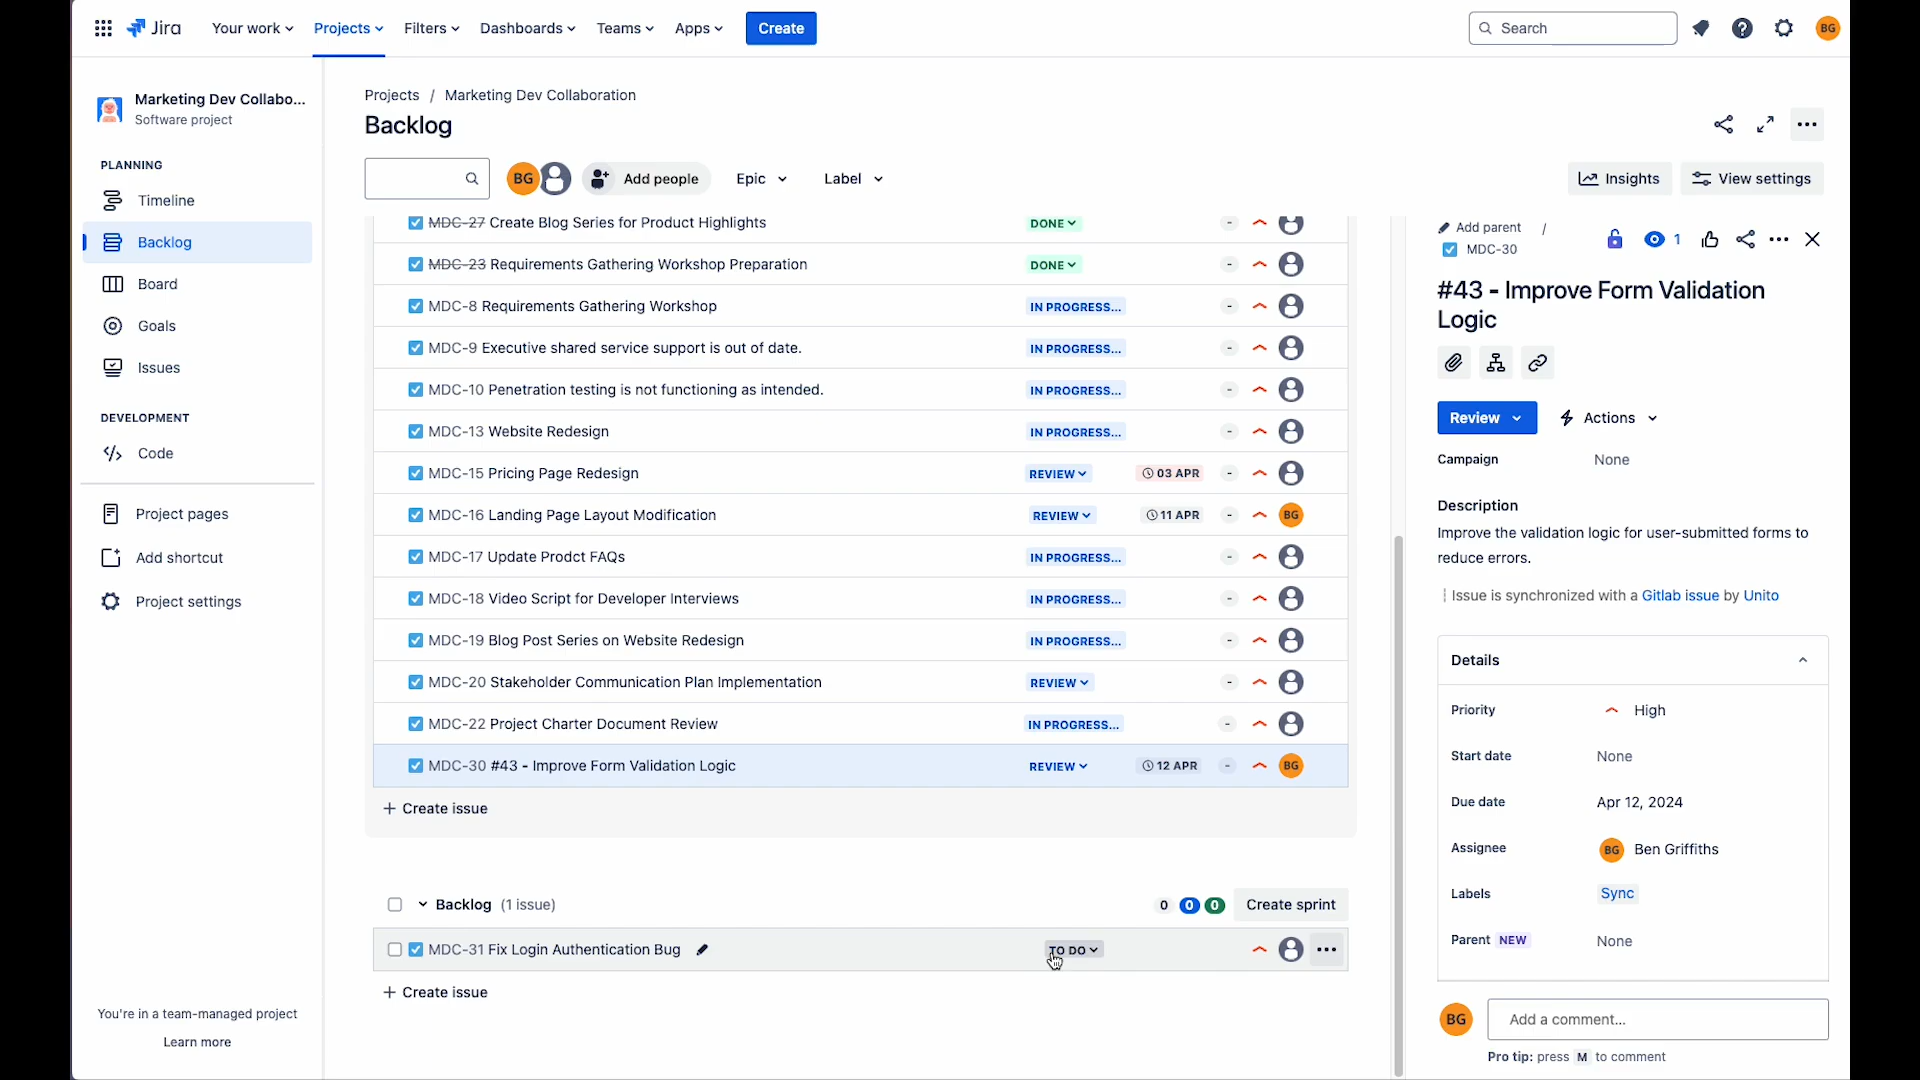 Jira Your work Projects Filters Dashboards Teams Apps Create Search BG
Marketing Dev Collabo...
Software project
PLANNING
Timeline
Backlog
Board
Goals
Issues
DEVELOPMENT
Code
Project pages
Add shortcut
Project settings
You're in a team-managed project
Learn more
Projects / Marketing Dev Collaboration
Backlog
BG Add people Epic Label Insights View settings
MDC-27 Create Blog Series for Product Highlights DONE -
MDC-23 Requirements Gathering Workshop Preparation DONE -
MDC-8 Requirements Gathering Workshop IN PROGRESS... -
MDC-9 Executive shared service support is out of date. IN PROGRESS... -
MDC-10 Penetration testing is not functioning as intended. IN PROGRESS... -
MDC-13 Website Redesign IN PROGRESS... -
MDC-15 Pricing Page Redesign REVIEW 03 APR -
MDC-16 Landing Page Layout Modification REVIEW 11 APR - BG
MDC-17 Update Prodct FAQs IN PROGRESS... -
MDC-18 Video Script for Developer Interviews IN PROGRESS... -
MDC-19 Blog Post Series on Website Redesign IN PROGRESS... -
MDC-20 Stakeholder Communication Plan Implementation REVIEW -
MDC-22 Project Charter Document Review IN PROGRESS... -
MDC-30 #43 - Improve Form Validation Logic REVIEW 12 APR - BG
+ Create issue
Backlog (1 issue) 0 0 0 Create sprint
MDC-31 Fix Login Authentication Bug TO DO
+ Create issue
Add parent /
MDC-30 1
#43 - Improve Form Validation
Logic
Review Actions
Campaign None
Description
Improve the validation logic for user-submitted forms to
reduce errors.
┆ Issue is synchronized with a Gitlab issue by Unito
Details
Priority High
Start date None
Due date Apr 12, 2024
Assignee BG Ben Griffiths
Labels Sync
Parent NEW None
BG Add a comment...
Pro tip: press M to comment